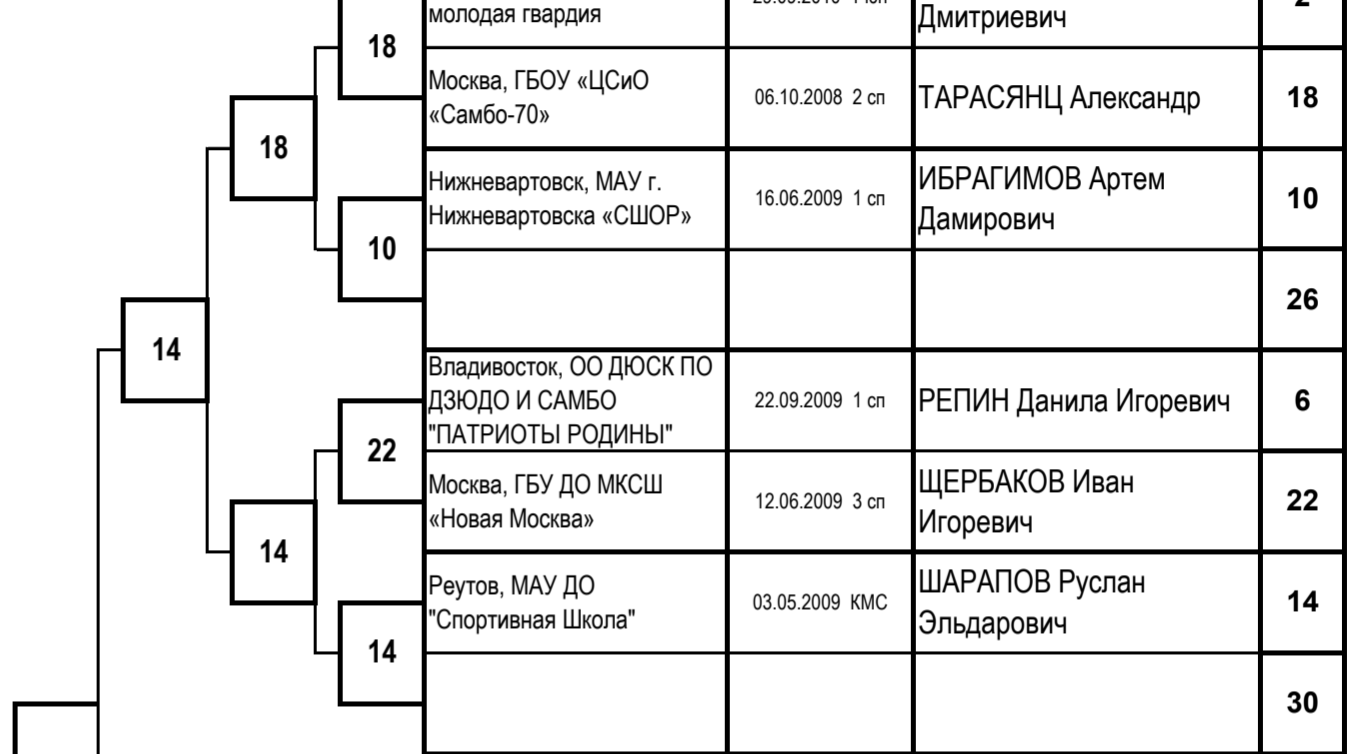 молодая гвардия
Дмитриевич
2
18
Москва, ГБОУ «ЦСиО
«Самбо-70»
06.10.2008 2 сп
ТАРАСЯНЦ Александр
18
18
Нижневартовск, МАУ г.
Нижневартовска «СШОР»
16.06.2009 1 сп
ИБРАГИМОВ Артем
Дамирович
10
10
26
14
Владивосток, ОО ДЮСК ПО
ДЗЮДО И САМБО
"ПАТРИОТЫ РОДИНЫ"
22.09.2009 1 сп
РЕПИН Данила Игоревич
6
22
Москва, ГБУ ДО МКСШ
«Новая Москва»
12.06.2009 3 сп
ЩЕРБАКОВ Иван
Игоревич
22
14
Реутов, МАУ ДО
"Спортивная Школа"
03.05.2009 КМС
ШАРАПОВ Руслан
Эльдарович
14
14
30